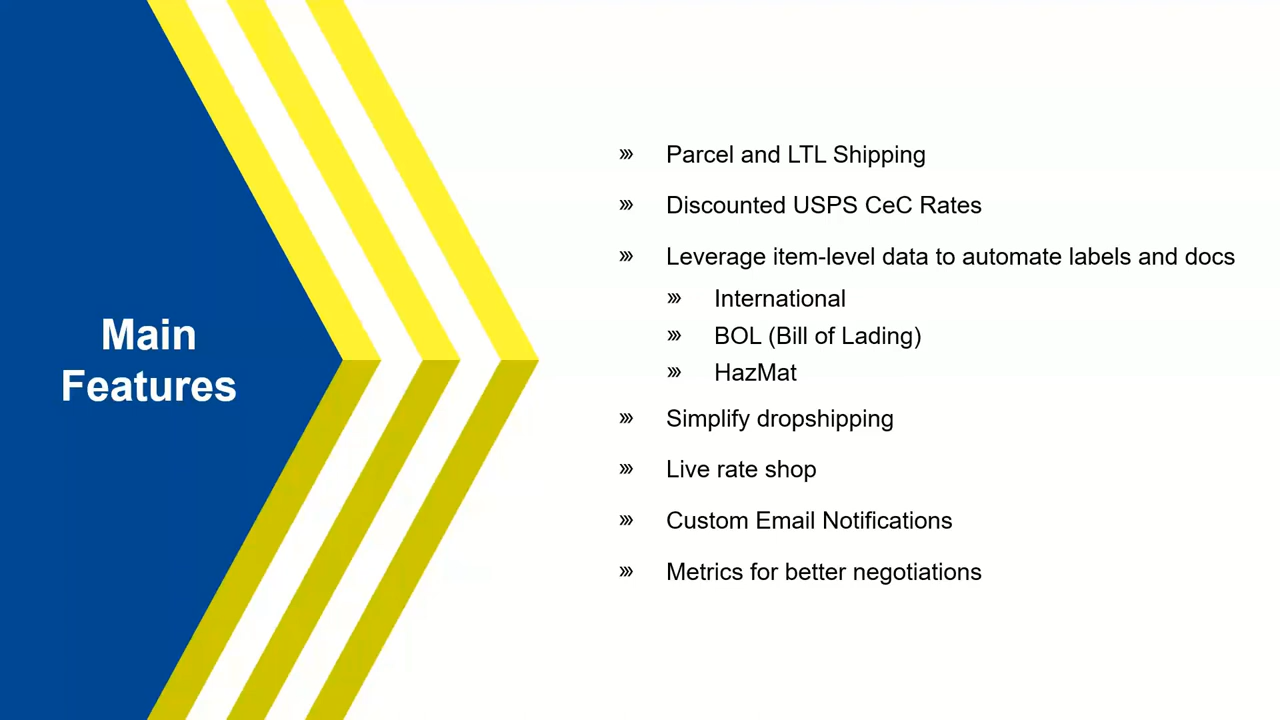 Main
Features
Parcel and LTL Shipping
Discounted USPS CeC Rates
Leverage item-level data to automate labels and docs
International
BOL (Bill of Lading)
HazMat
Simplify dropshipping
Live rate shop
Custom Email Notifications
Metrics for better negotiations